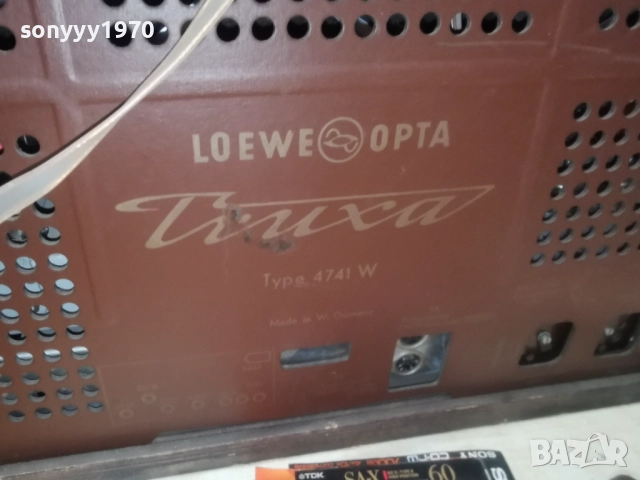 sonyyy1970
LOEWE OPTA
Truxa
Type 4741 W
Made in W. Germany
TDK SA-X 60
SONY
bazar